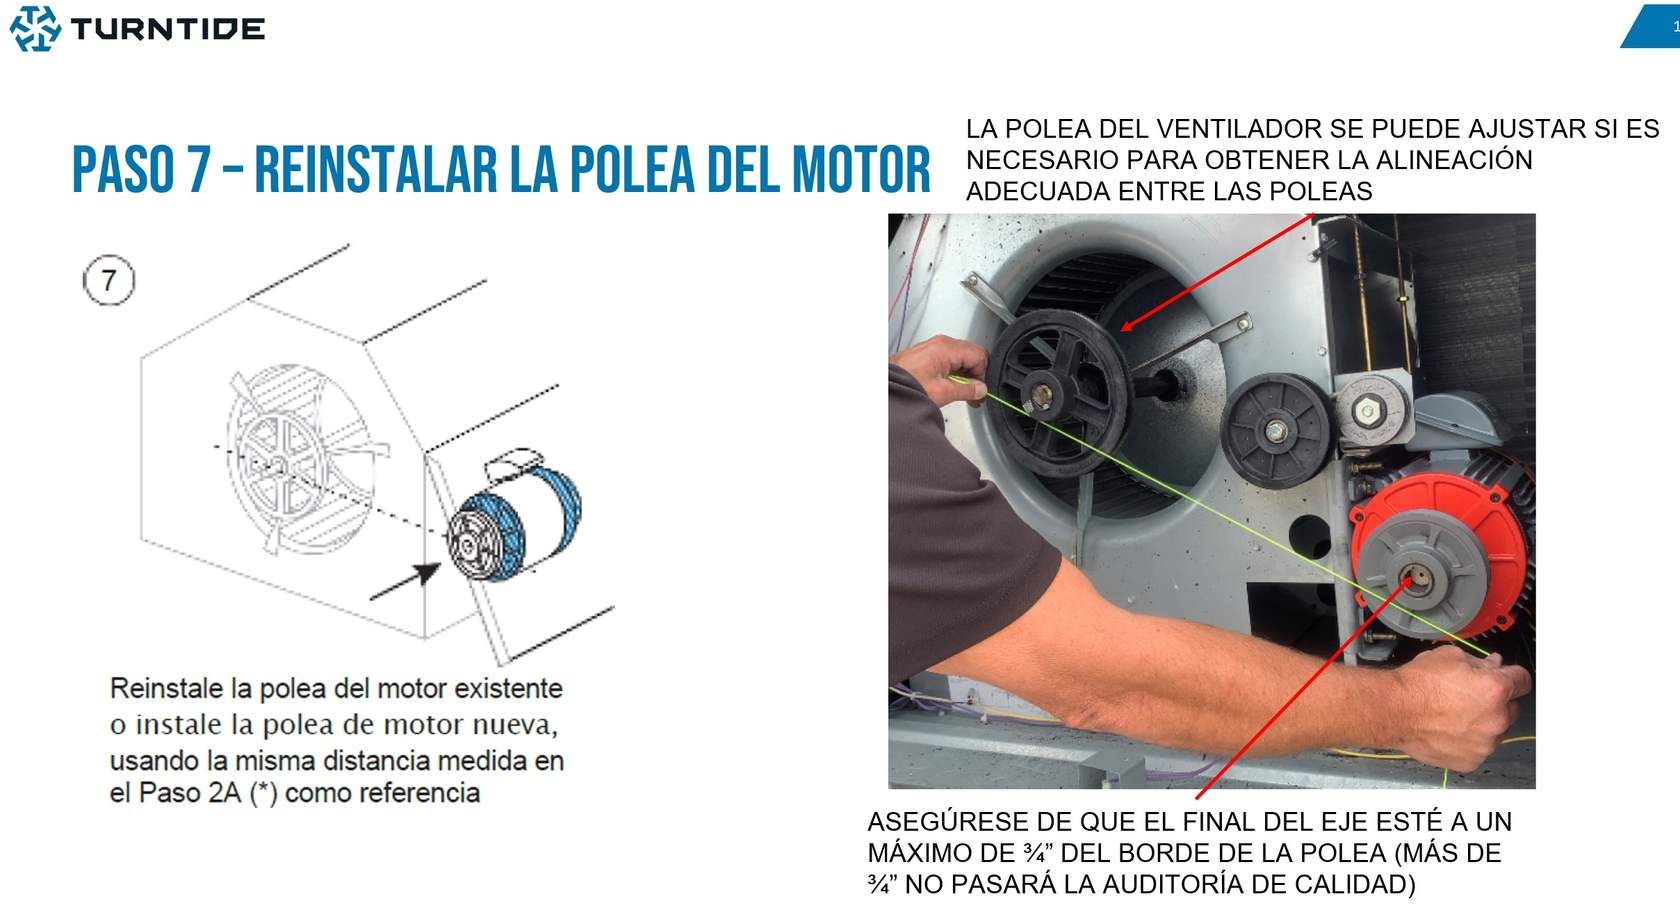 TURNTIDE
1
PASO 7 – REINSTALAR LA POLEA DEL MOTOR
LA POLEA DEL VENTILADOR SE PUEDE AJUSTAR SI ES
NECESARIO PARA OBTENER LA ALINEACIÓN
ADECUADA ENTRE LAS POLEAS
7
Reinstale la polea del motor existente
o instale la polea de motor nueva,
usando la misma distancia medida en
el Paso 2A (*) como referencia
ASEGÚRESE DE QUE EL FINAL DEL EJE ESTÉ A UN
MÁXIMO DE ¾” DEL BORDE DE LA POLEA (MÁS DE
¾” NO PASARÁ LA AUDITORÍA DE CALIDAD)